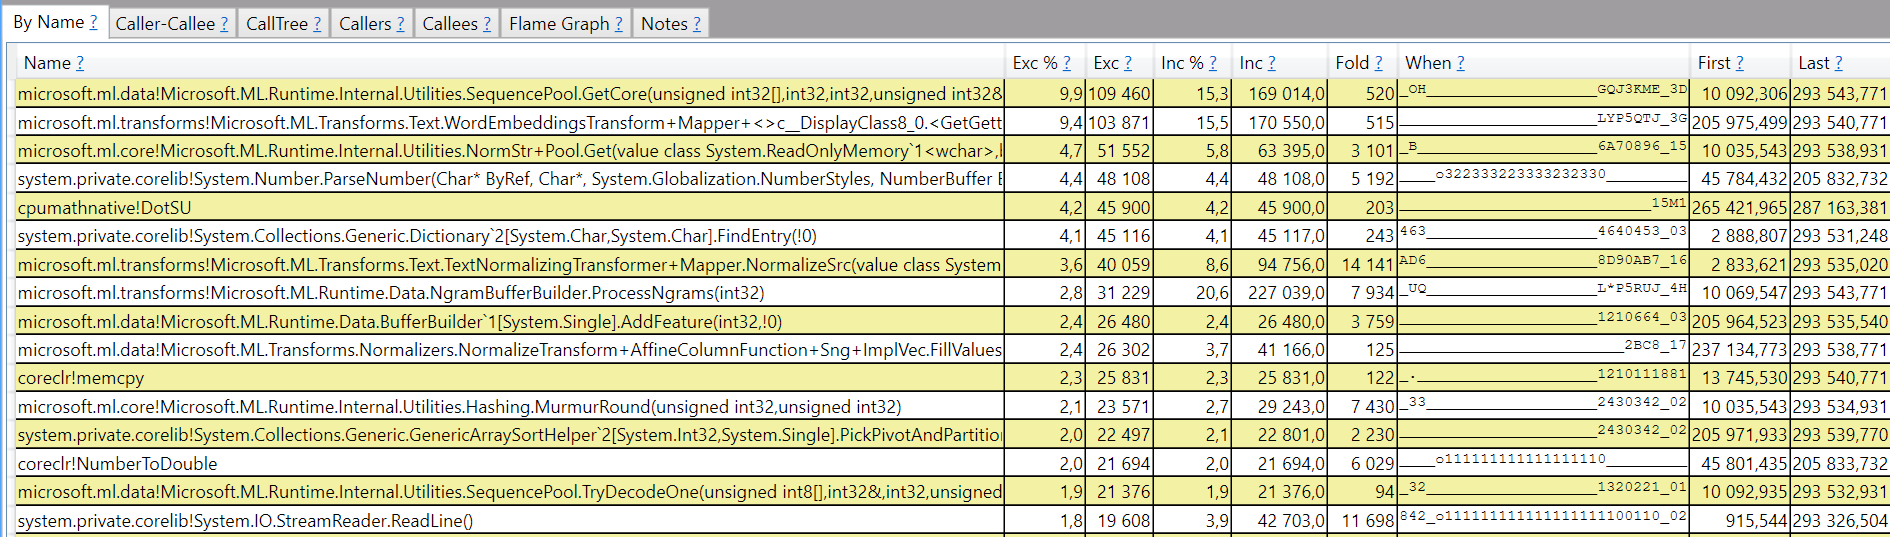 By Name ? Caller-Callee ? CallTree ? Callers ? Callees ? Flame Graph ? Notes ?
Name ? Exc % ? Exc ? Inc % ? Inc ? Fold ? When ? First ? Last ?
microsoft.ml.data!Microsoft.ML.Runtime.Internal.Utilities.SequencePool.GetCore(unsigned int32[],int32,int32,unsigned int32& 9,9 109 460 15,3 169 014,0 520 _OH_____________________GQJ3KME_3D 10 092,306 293 543,771
microsoft.ml.transforms!Microsoft.ML.Transforms.Text.WordEmbeddingsTransform+Mapper+<>c__DisplayClass8_0.<GetGett 9,4 103 871 15,5 170 550,0 515 ________________________LYP5QTJ_3G 205 975,499 293 540,771
microsoft.ml.core!Microsoft.ML.Runtime.Internal.Utilities.NormStr+Pool.Get(value class System.ReadOnlyMemory`1<wchar>, 4,7 51 552 5,8 63 395,0 3 101 _B______________________6A70896_15 10 035,543 293 538,931
system.private.corelib!System.Number.ParseNumber(Char* ByRef, Char*, System.Globalization.NumberStyles, NumberBuffer 4,4 48 108 4,4 48 108,0 5 192 ____o322333223333232330__________ 45 784,432 205 832,732
cpumathnative!DotSU 4,2 45 900 4,2 45 900,0 203 ______________________________15M1 265 421,965 287 163,381
system.private.corelib!System.Collections.Generic.Dictionary`2[System.Char,System.Char].FindEntry(!0) 4,1 45 116 4,1 45 117,0 243 463_____________________4640453_03 2 888,807 293 531,248
microsoft.ml.transforms!Microsoft.ML.Transforms.Text.TextNormalizingTransformer+Mapper.NormalizeSrc(value class System 3,6 40 059 8,6 94 756,0 14 141 AD6_____________________8D90AB7_16 2 833,621 293 535,020
microsoft.ml.transforms!Microsoft.ML.Runtime.Data.NgramBufferBuilder.ProcessNgrams(int32) 2,8 31 229 20,6 227 039,0 7 934 _UQ_____________________L*P5RUJ_4H 10 069,547 293 543,771
microsoft.ml.data!Microsoft.ML.Runtime.Data.BufferBuilder`1[System.Single].AddFeature(int32,!0) 2,4 26 480 2,4 26 480,0 3 759 ________________________1210664_03 205 964,523 293 535,540
microsoft.ml.data!Microsoft.ML.Transforms.Normalizers.NormalizeTransform+AffineColumnFunction+Sng+ImplVec.FillValues 2,4 26 302 3,7 41 166,0 125 ___________________________2BC8_17 237 134,773 293 538,771
coreclr!memcpy 2,3 25 831 2,3 25 831,0 122 _.______________________1210111881 13 745,530 293 540,771
microsoft.ml.core!Microsoft.ML.Runtime.Internal.Utilities.Hashing.MurmurRound(unsigned int32,unsigned int32) 2,1 23 571 2,7 29 243,0 7 430 _33_____________________2430342_02 10 035,543 293 534,931
system.private.corelib!System.Collections.Generic.GenericArraySortHelper`2[System.Int32,System.Single].PickPivotAndPartitio 2,0 22 497 2,1 22 801,0 2 230 ________________________2430342_02 205 971,933 293 539,770
coreclr!NumberToDouble 2,0 21 694 2,0 21 694,0 6 029 ____o111111111111111110__________ 45 801,435 205 833,732
microsoft.ml.data!Microsoft.ML.Runtime.Internal.Utilities.SequencePool.TryDecodeOne(unsigned int8[],int32&,int32,unsigned 1,9 21 376 1,9 21 376,0 94 _32_____________________1320221_01 10 092,935 293 532,931
system.private.corelib!System.IO.StreamReader.ReadLine() 1,8 19 608 3,9 42 703,0 11 698 842_o11111111111111111111100110_02 915,544 293 326,504